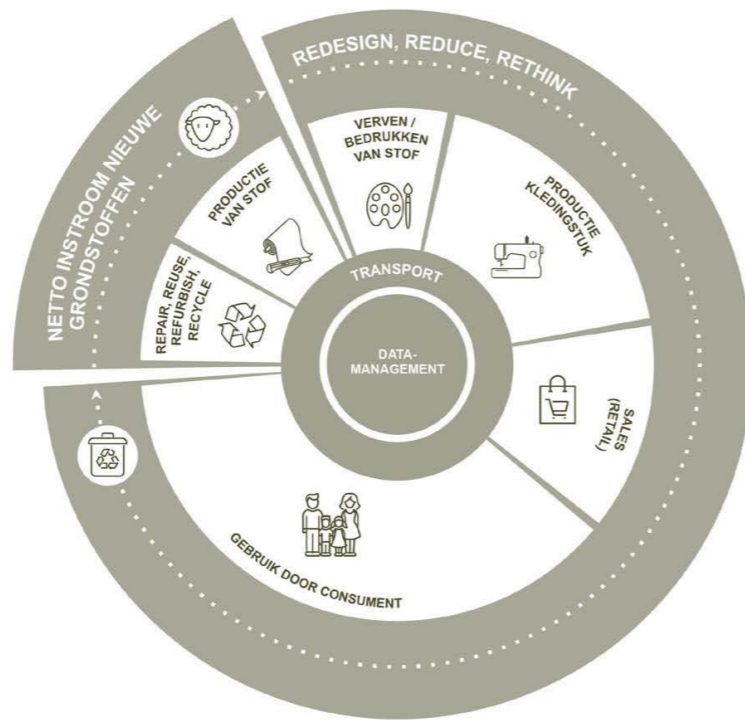 REDESIGN, REDUCE, RETHINK
NETTO INSTROOM NIEUWE
GRONDSTOFFEN
VERVEN /
BEDRUKKEN
VAN STOF
PRODUCTIE
KLEDINGSTUK
PRODUCTIE
VAN STOF
REPAIR, REUSE,
REFURBISH,
RECYCLE
TRANSPORT
DATA-
MANAGEMENT
SALES
(RETAIL)
GEBRUIK DOOR CONSUMENT